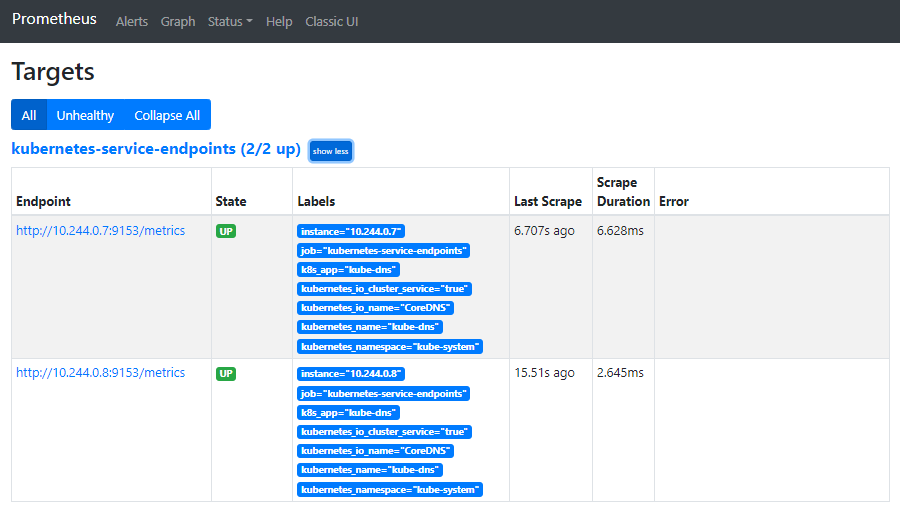 Prometheus Alerts Graph Status Help Classic UI
Targets
All Unhealthy Collapse All
kubernetes-service-endpoints (2/2 up) show less
Endpoint State Labels Last Scrape Scrape Duration Error
http://10.244.0.7:9153/metrics UP instance="10.244.0.7" 6.707s ago 6.628ms
job="kubernetes-service-endpoints"
k8s_app="kube-dns"
kubernetes_io_cluster_service="true"
kubernetes_io_name="CoreDNS"
kubernetes_name="kube-dns"
kubernetes_namespace="kube-system"
http://10.244.0.8:9153/metrics UP instance="10.244.0.8" 15.51s ago 2.645ms
job="kubernetes-service-endpoints"
k8s_app="kube-dns"
kubernetes_io_cluster_service="true"
kubernetes_io_name="CoreDNS"
kubernetes_name="kube-dns"
kubernetes_namespace="kube-system"